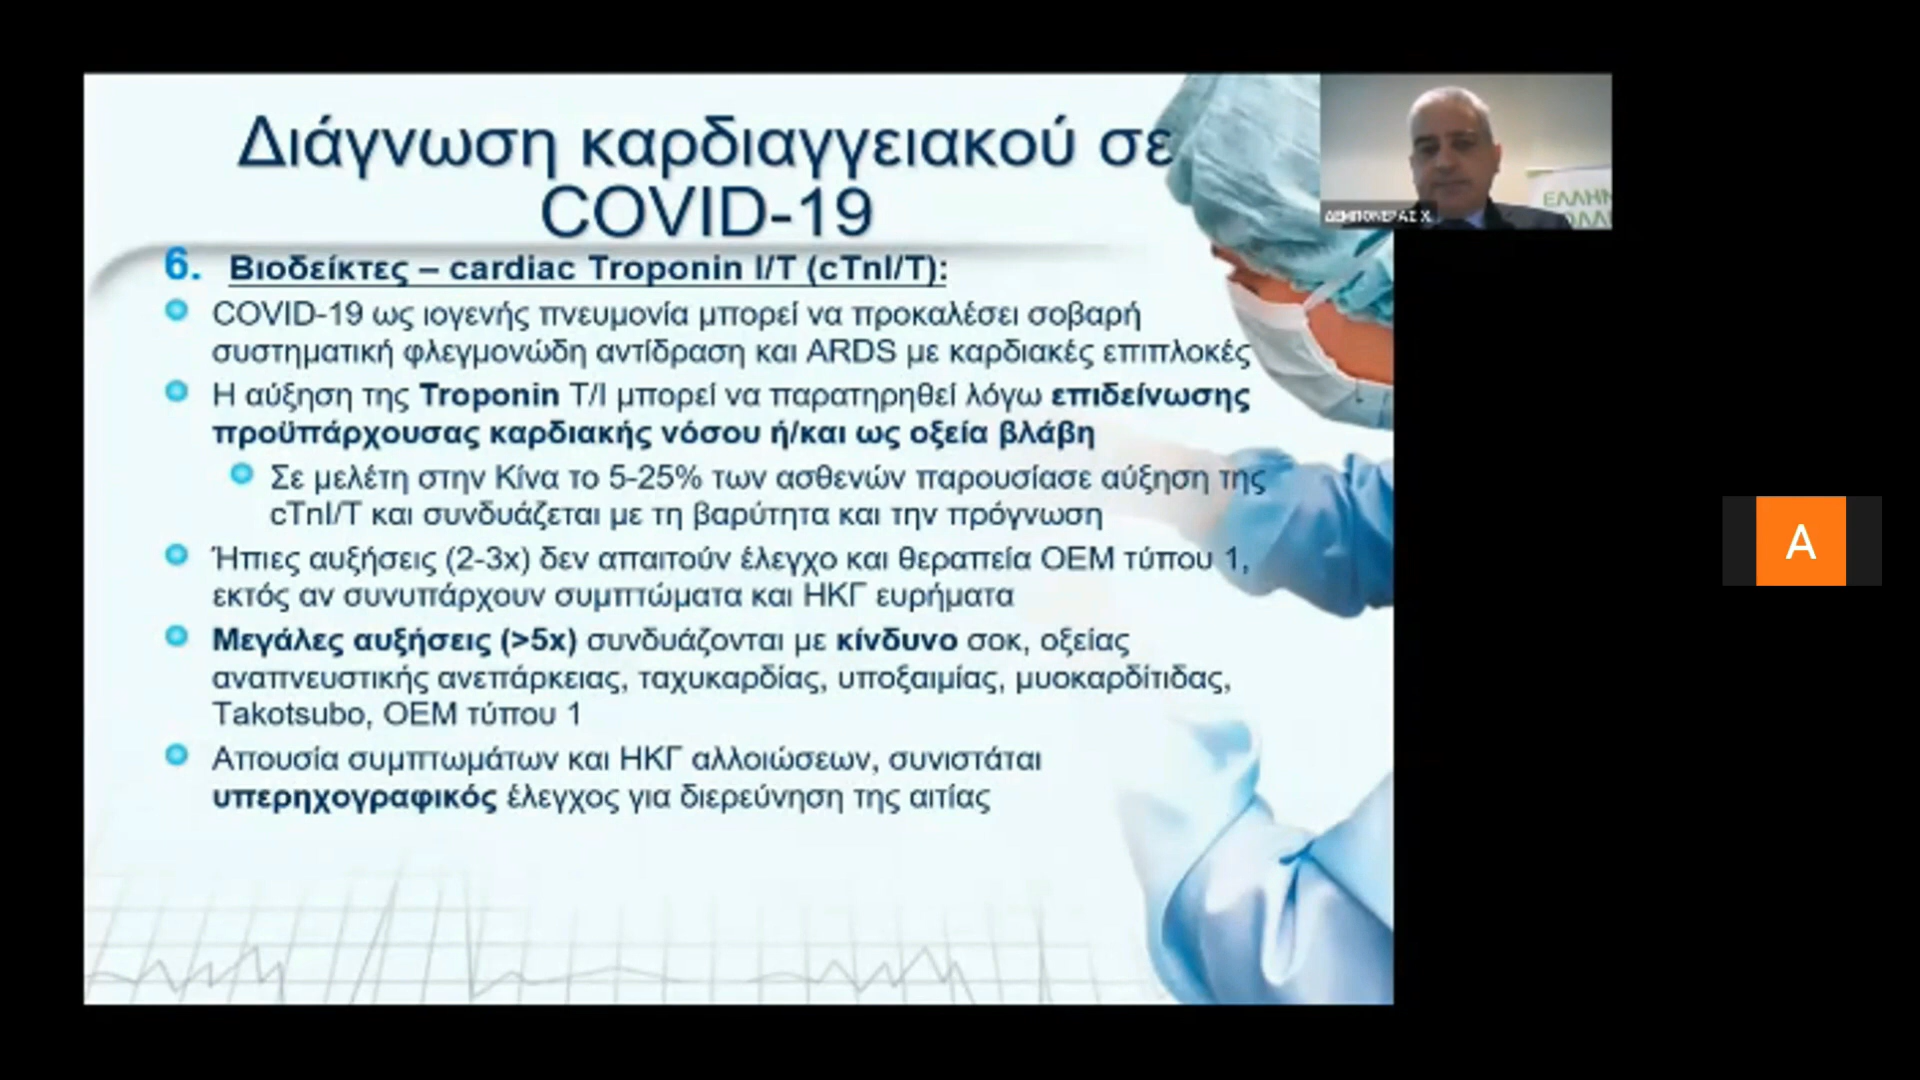 Διάγνωση καρδιαγγειακού σε
COVID-19
6. Βιοδείκτες – cardiac Troponin I/T (cTnI/T):
COVID-19 ως ιογενής πνευμονία μπορεί να προκαλέσει σοβαρή
συστηματική φλεγμονώδη αντίδραση και ARDS με καρδιακές επιπλοκές
Η αύξηση της Troponin T/I μπορεί να παρατηρηθεί λόγω επιδείνωσης
προϋπάρχουσας καρδιακής νόσου ή/και ως οξεία βλάβη
Σε μελέτη στην Κίνα το 5-25% των ασθενών παρουσίασε αύξηση της
cTnI/T και συνδυάζεται με τη βαρύτητα και την πρόγνωση
Ήπιες αυξήσεις (2-3x) δεν απαιτούν έλεγχο και θεραπεία ΟΕΜ τύπου 1,
εκτός αν συνυπάρχουν συμπτώματα και ΗΚΓ ευρήματα
Μεγάλες αυξήσεις (>5x) συνδυάζονται με κίνδυνο σοκ, οξείας
αναπνευστικής ανεπάρκειας, ταχυκαρδίας, υποξαιμίας, μυοκαρδίτιδας,
Takotsubo, ΟΕΜ τύπου 1
Απουσία συμπτωμάτων και ΗΚΓ αλλοιώσεων, συνιστάται
υπερηχογραφικός έλεγχος για διερεύνηση της αιτίας
ΕΛΛΗΝ
ΔΕΜΠΟΝΕΡΑΣ Χ.
A